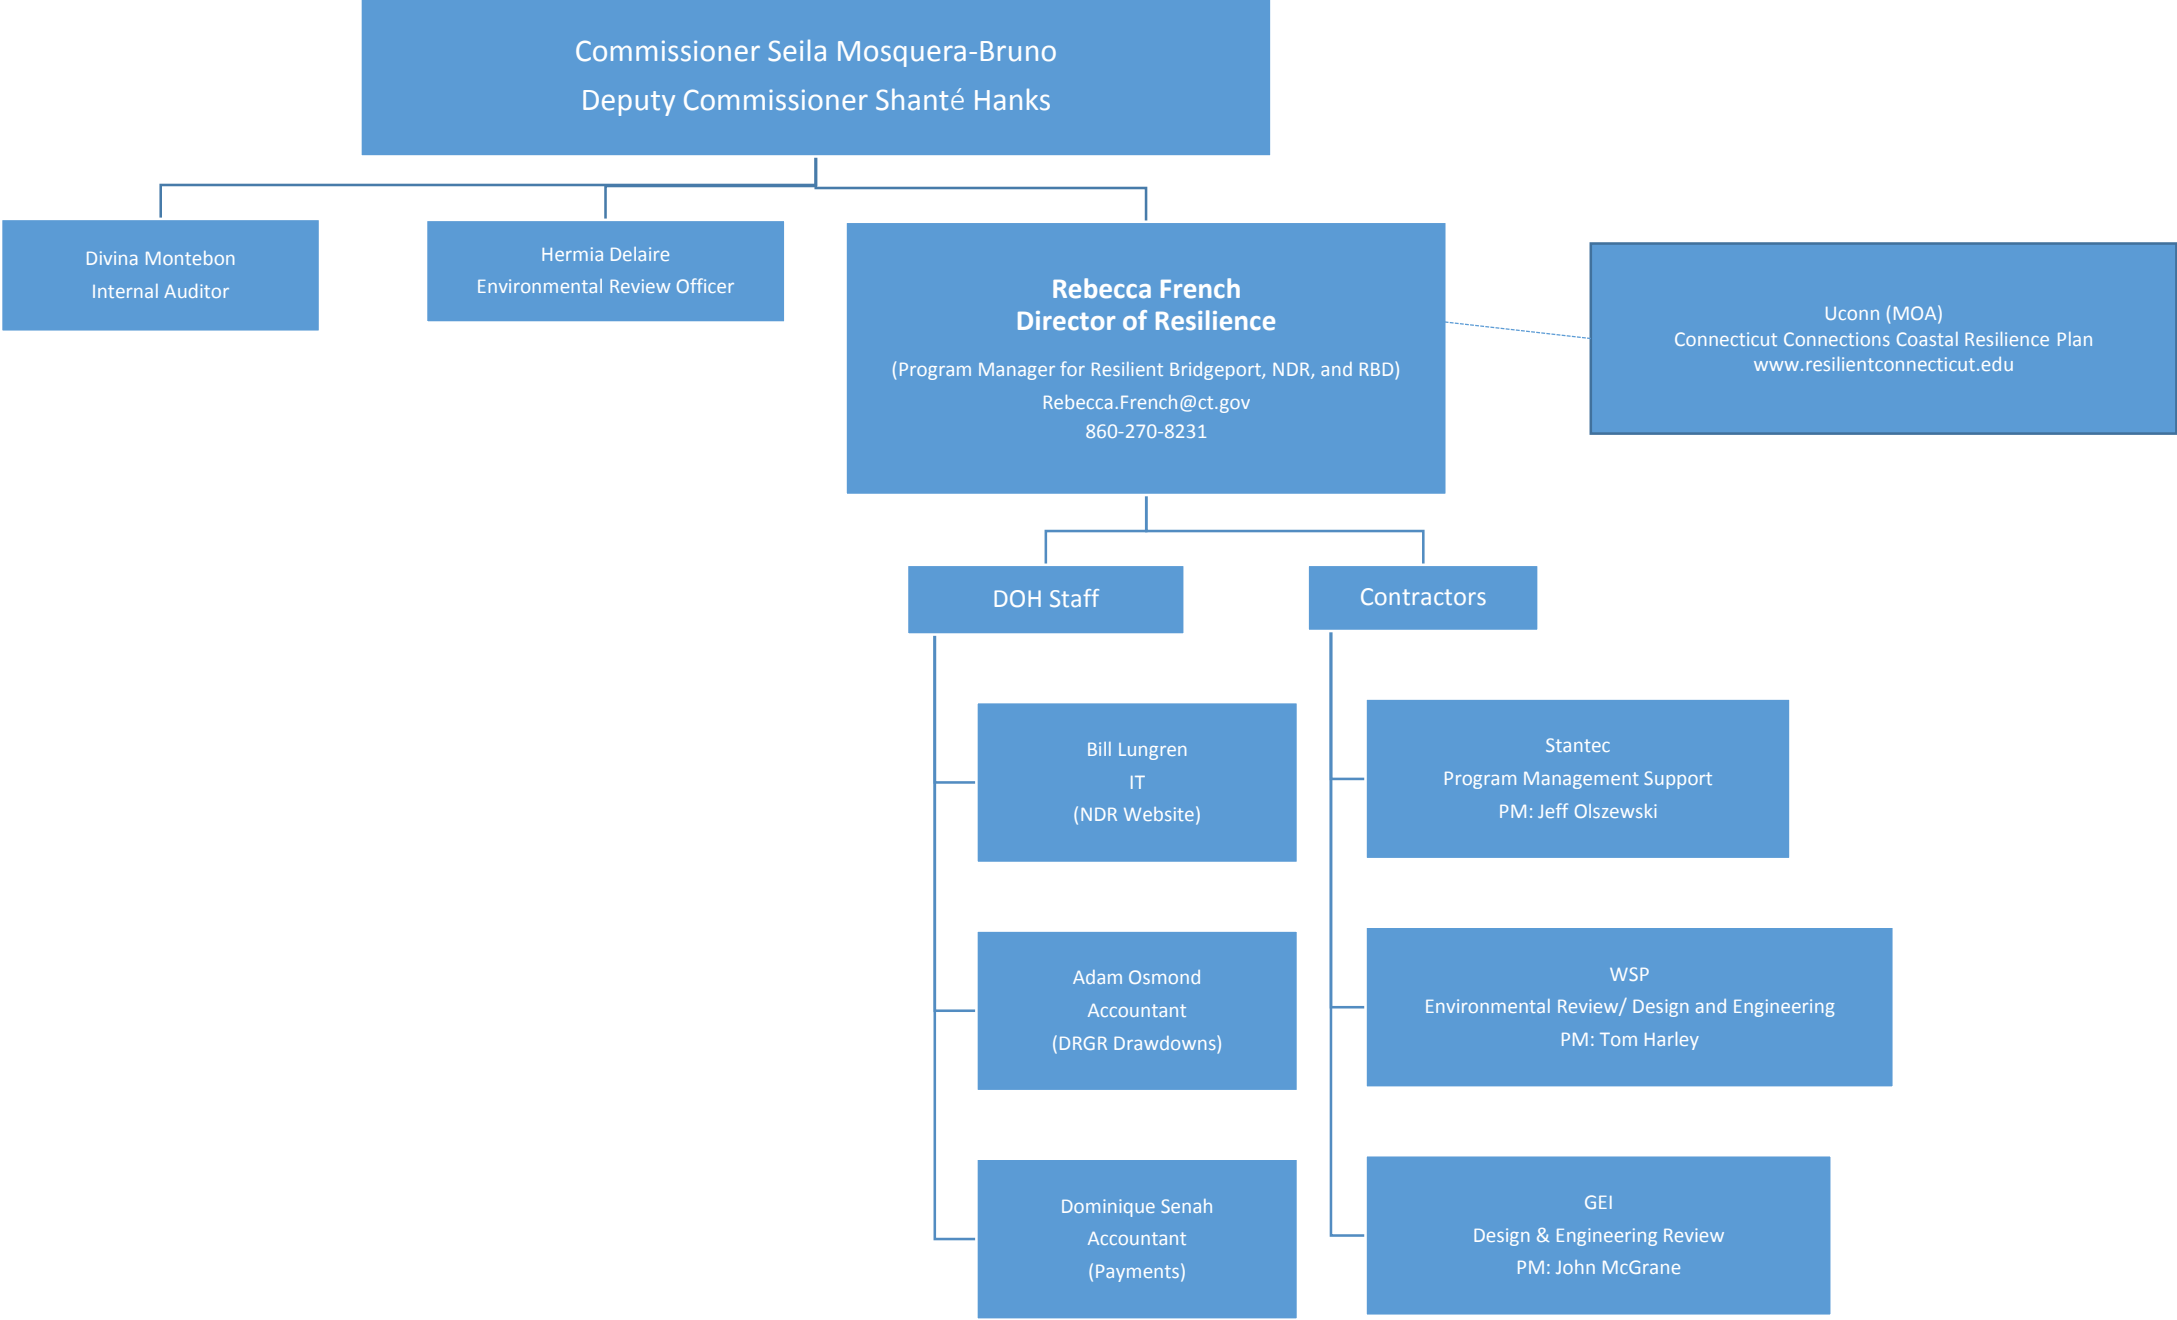 Commissioner Seila Mosquera-Bruno
Deputy Commissioner Shanté Hanks
Divina Montebon
Internal Auditor
Hermia Delaire
Environmental Review Officer
Rebecca French
Director of Resilience
(Program Manager for Resilient Bridgeport, NDR, and RBD)
Rebecca.French@ct.gov
860-270-8231
Uconn (MOA)
Connecticut Connections Coastal Resilience Plan
www.resilientconnecticut.edu
DOH Staff
Bill Lungren
IT
(NDR Website)
Adam Osmond
Accountant
(DRGR Drawdowns)
Dominique Senah
Accountant
(Payments)
Contractors
Stantec
Program Management Support
PM: Jeff Olszewski
WSP
Environmental Review/ Design and Engineering
PM: Tom Harley
GEI
Design & Engineering Review
PM: John McGrane